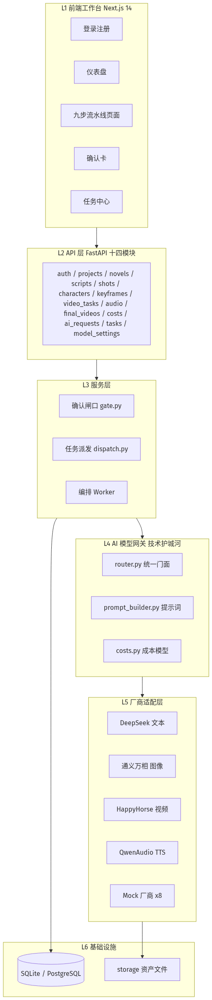 L1 前端工作台 Next.js 14
登录注册
仪表盘
九步流水线页面
确认卡
任务中心
L2 API 层 FastAPI 十四模块
auth / projects / novels /
scripts / shots /
characters / keyframes /
video_tasks / audio /
final_videos / costs /
ai_requests / tasks /
model_settings
L3 服务层
确认闸口 gate.py
任务派发 dispatch.py
编排 Worker
L4 AI 模型网关 技术护城河
router.py 统一门面
prompt_builder.py 提示词
costs.py 成本模型
L5 厂商适配层
DeepSeek 文本
通义万相 图像
HappyHorse 视频
QwenAudio TTS
Mock 厂商 x8
L6 基础设施
SQLite / PostgreSQL
storage 资产文件